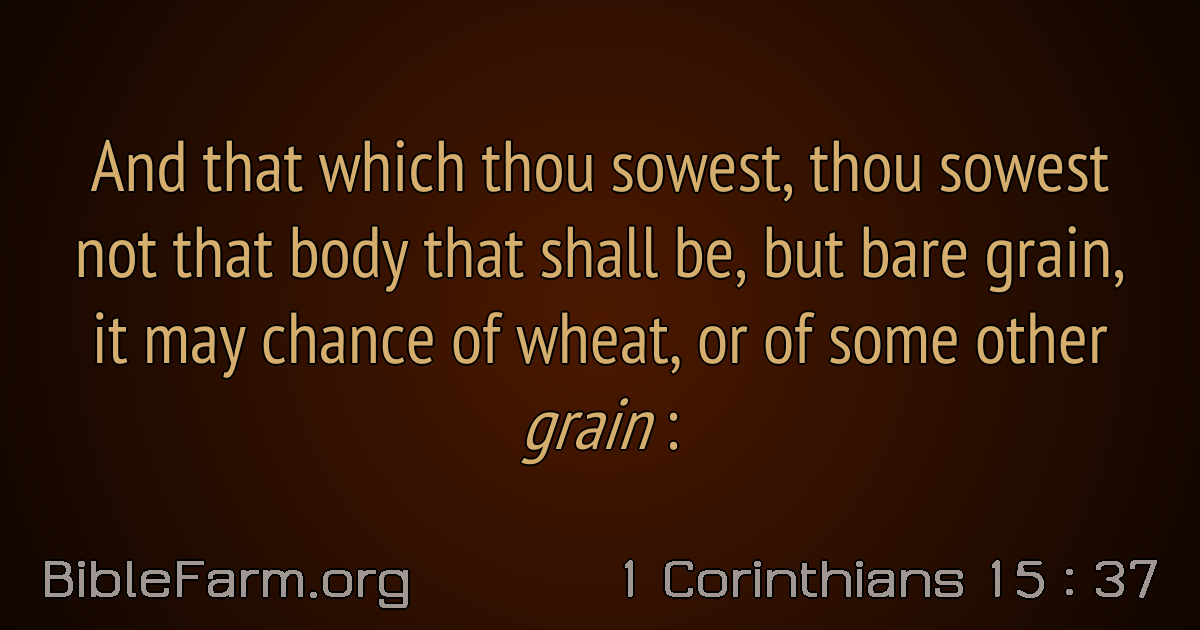 And that which thou sowest, thou sowest
not that body that shall be, but bare grain,
it may chance of wheat, or of some other
grain :
BibleFarm.org
1 Corinthians 15 : 37